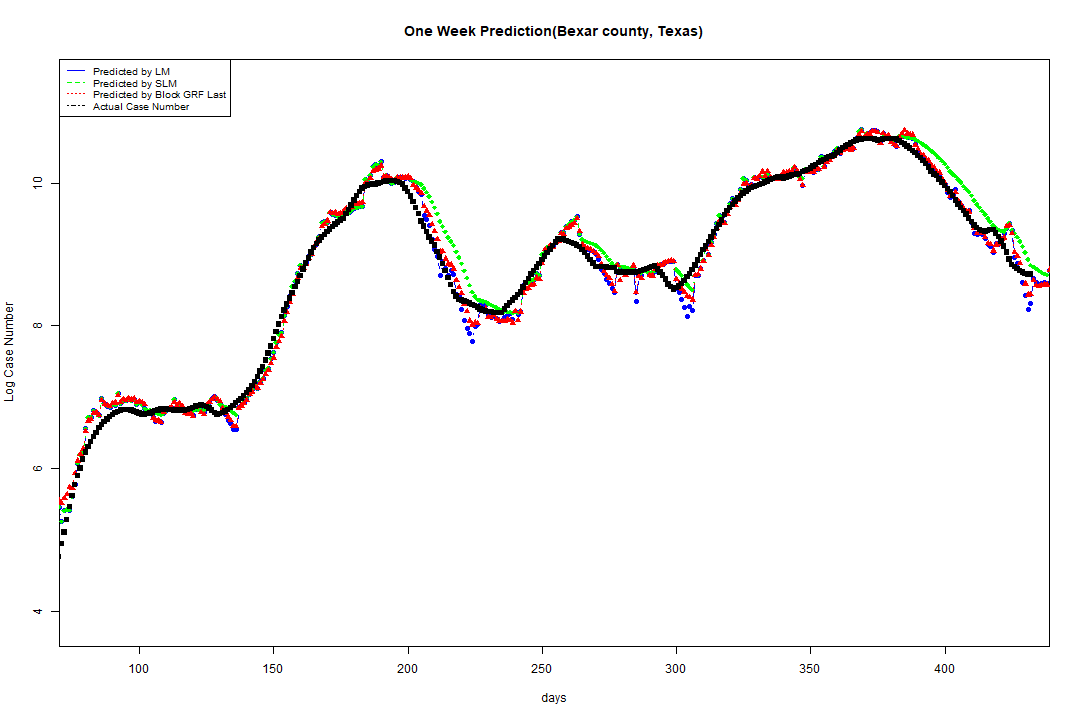 One Week Prediction(Bexar county, Texas)
Predicted by LM
Predicted by SLM
Predicted by Block GRF Last
Actual Case Number
Log Case Number
10
8
6
4
100 150 200 250 300 350 400
days